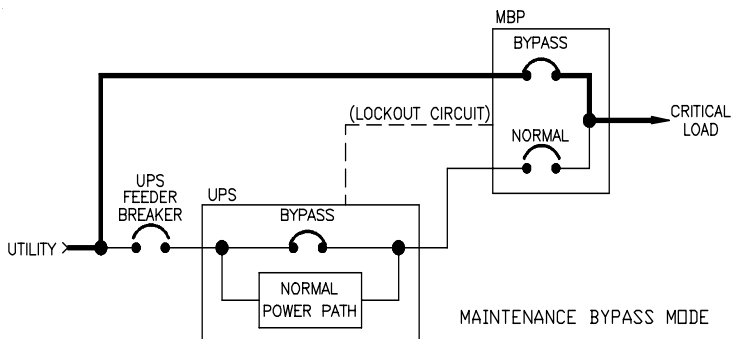 MBP
BYPASS
(LOCKOUT CIRCUIT)
CRITICAL
LOAD
NORMAL
UPS
FEEDER
BREAKER
UPS
BYPASS
UTILITY
NORMAL
POWER PATH
MAINTENANCE BYPASS MODE